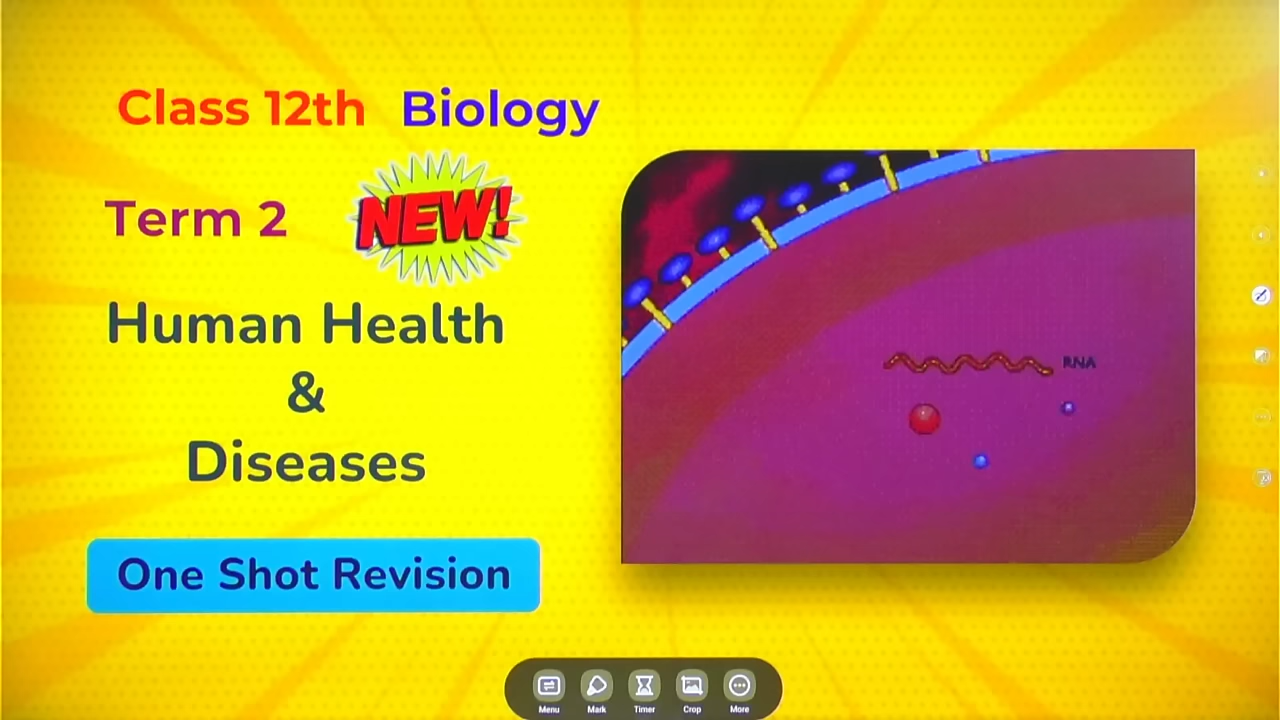 Class 12th Biology
Term 2 NEW!
Human Health
&
Diseases
One Shot Revision
RNA
Menu Mark Timer Crop More